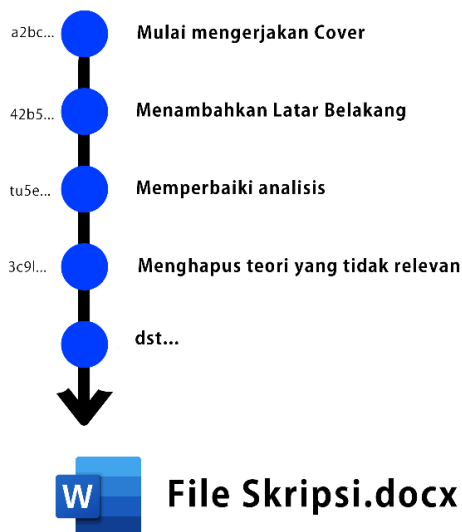 a2bc... Mulai mengerjakan Cover
42b5... Menambahkan Latar Belakang
tu5e... Memperbaiki analisis
3c9l... Menghapus teori yang tidak relevan
dst...
W File Skripsi.docx